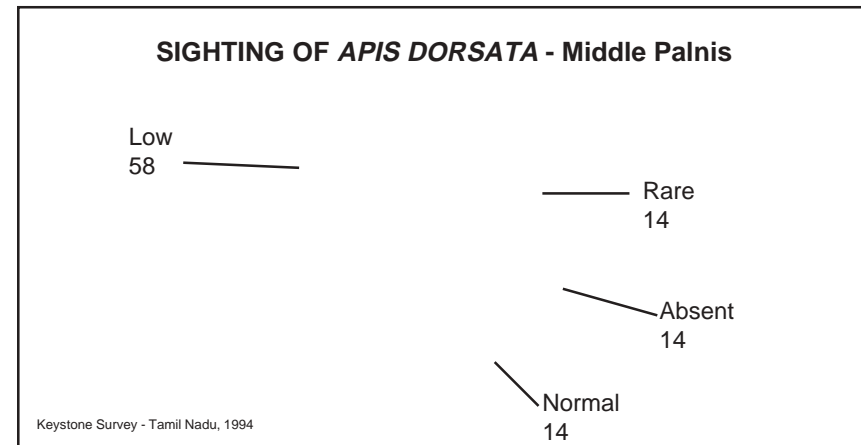 SIGHTING OF APIS DORSATA - Middle Palnis
Low
58
Rare
14
Absent
14
Normal
14
Keystone Survey - Tamil Nadu, 1994